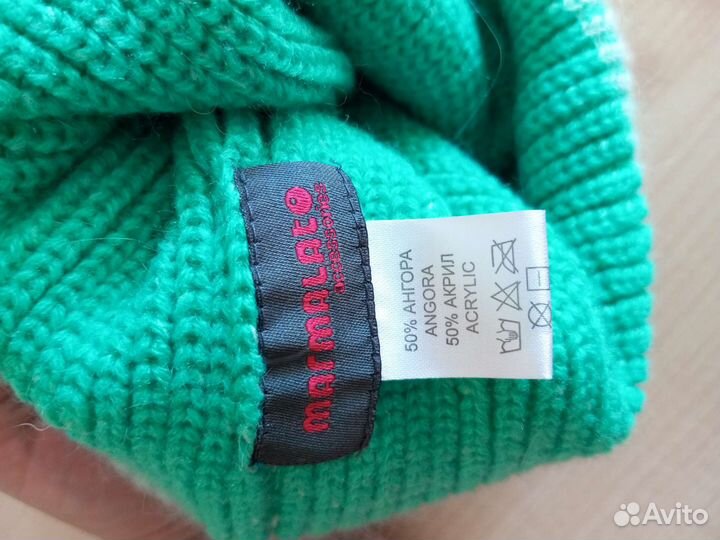 marmalato
accessories
50% АНГОРА
ANGORA
50% АКРИЛ
ACRYLIC
Avito